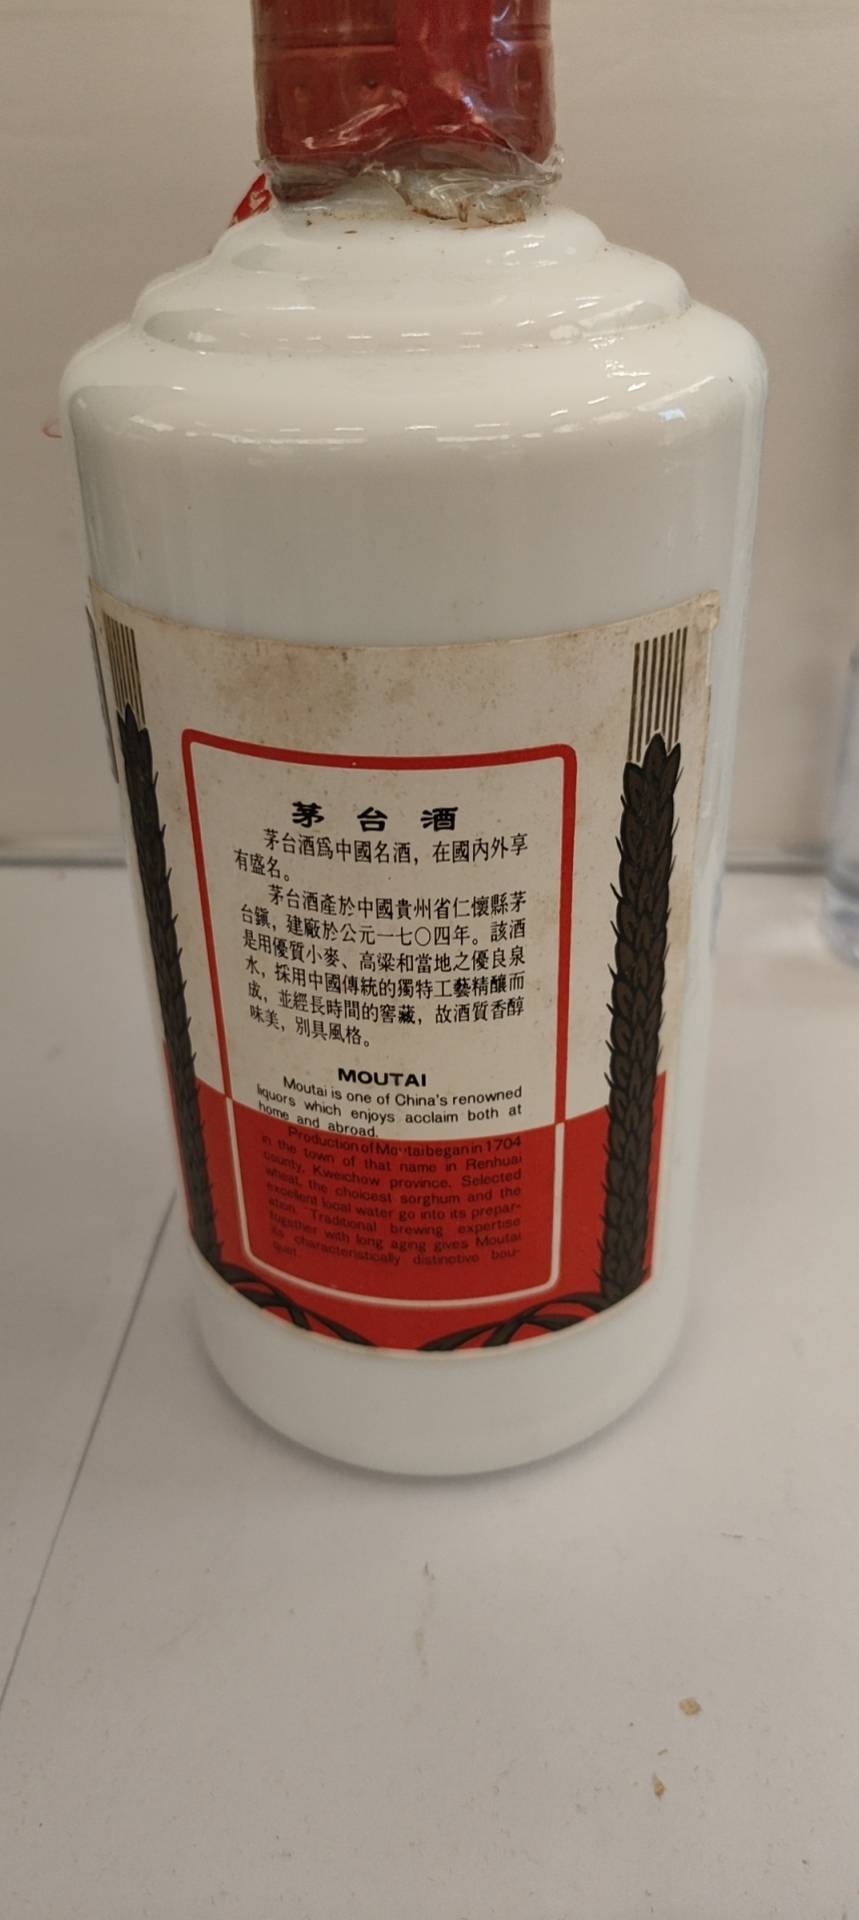 茅台酒
茅台酒爲中國名酒，在國內外享
有盛名。
茅台酒產於中國貴州省仁懷縣茅
台鎭，建廠於公元一七〇四年。該酒
是用優質小麥、高粱和當地之優良泉
水，採用中國傳統的獨特工藝精釀而
成，並經長時間的窖藏，故酒質香醇
味美，別具風格。
MOUTAI
Moutai is one of China's renowned
liquors which enjoys acclaim both at
home and abroad.
Production of Moutai began in 1704
in the town of that name in Renhuai
county, Kweichow province. Selected
wheat, the choicest sorghum and the
excellent local water go into its prepar-
ation. Traditional brewing expertise
together with long aging gives Moutai
its characteristically distinctive bou-
quet.